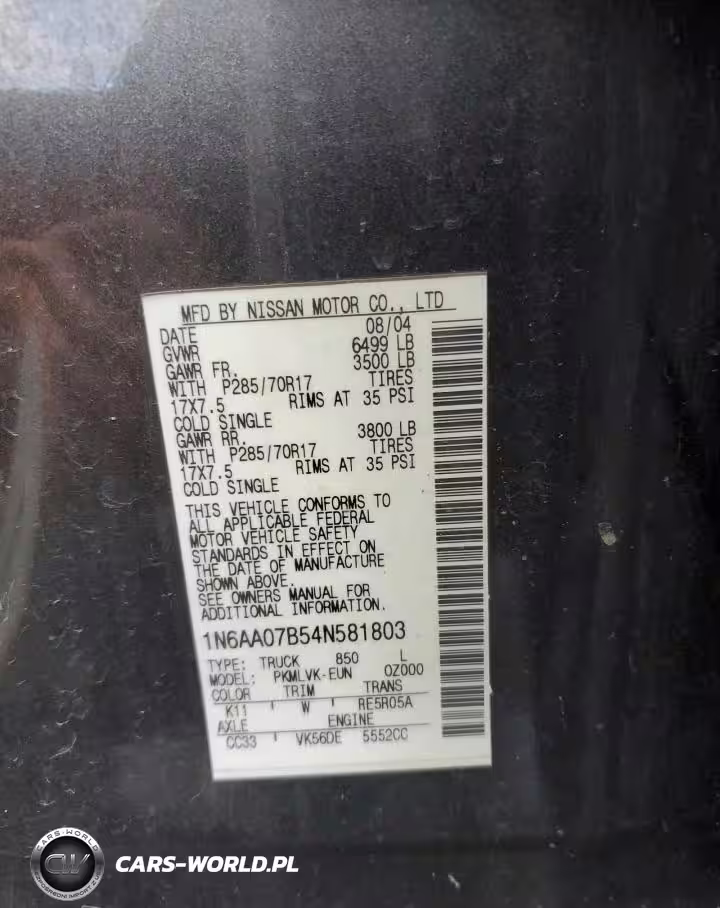 MFD BY NISSAN MOTOR CO., LTD
DATE 08/04
GVWR 6499 LB
GAWR FR. 3500 LB
WITH P285/70R17 TIRES
17X7.5 RIMS AT 35 PSI
COLD SINGLE
GAWR RR. 3800 LB
WITH P285/70R17 TIRES
17X7.5 RIMS AT 35 PSI
COLD SINGLE
THIS VEHICLE CONFORMS TO
ALL APPLICABLE FEDERAL
MOTOR VEHICLE SAFETY
STANDARDS IN EFFECT ON
THE DATE OF MANUFACTURE
SHOWN ABOVE.
SEE OWNERS MANUAL FOR
ADDITIONAL INFORMATION.
1N6AA07B54N581803
TYPE: TRUCK 850 L
MODEL: PKMLVK-EUN 0Z000
COLOR TRIM TRANS
K11 W RE5R05A
AXLE ENGINE
CC33 VK56DE 5552CC
CARS-WORLD
CW
CARS-WORLD.PL